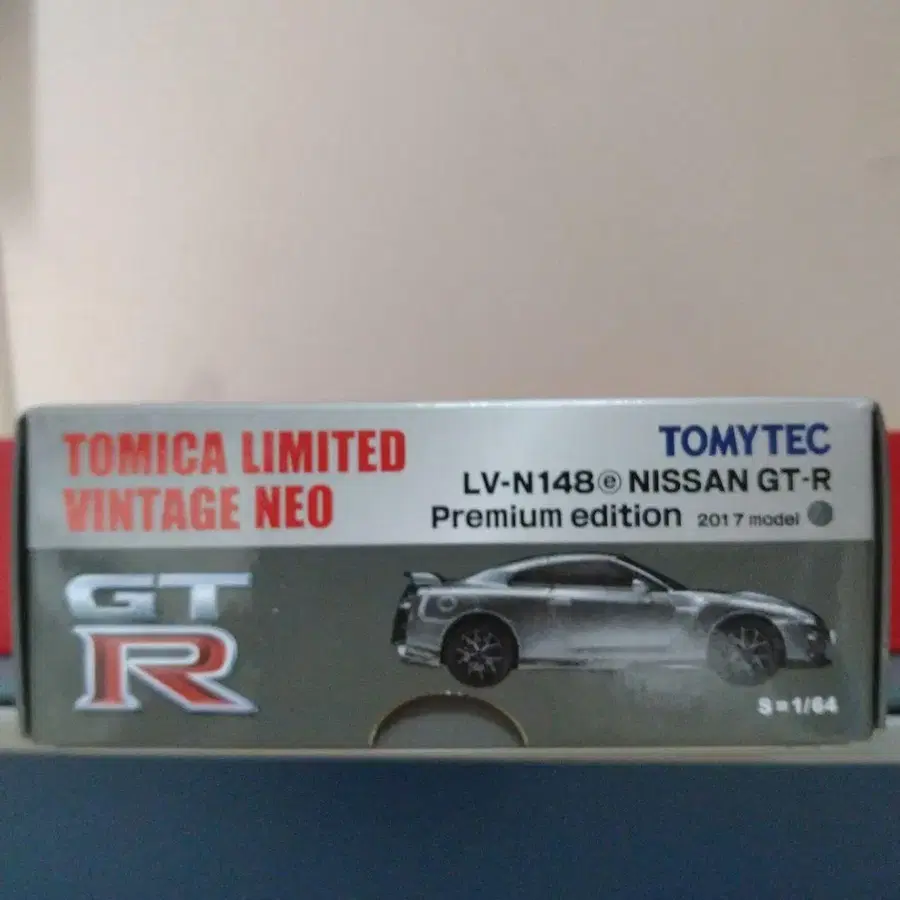 TOMICA LIMITED
VINTAGE NEO
TOMYTEC
LV-N148ⓔ NISSAN GT-R
Premium edition 2017 model
GT
R
S=1/64